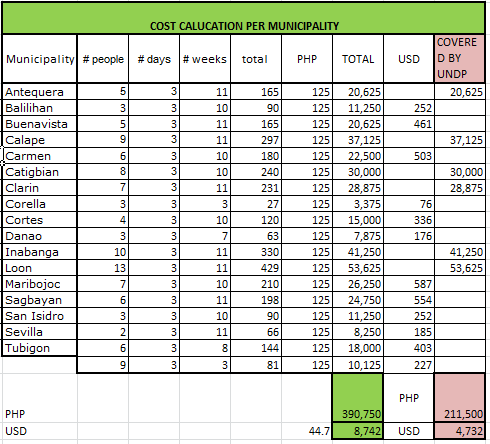 COST CALUCATION PER MUNICIPALITY
Municipality # people # days # weeks total PHP TOTAL USD COVERE
D BY
UNDP
Antequera 5 3 11 165 125 20,625 20,625
Balilihan 3 3 10 90 125 11,250 252
Buenavista 5 3 11 165 125 20,625 461
Calape 9 3 11 297 125 37,125 37,125
Carmen 6 3 10 180 125 22,500 503
Catigbian 8 3 10 240 125 30,000 30,000
Clarin 7 3 11 231 125 28,875 28,875
Corella 3 3 3 27 125 3,375 76
Cortes 4 3 10 120 125 15,000 336
Danao 3 3 7 63 125 7,875 176
Inabanga 10 3 11 330 125 41,250 41,250
Loon 13 3 11 429 125 53,625 53,625
Maribojoc 7 3 10 210 125 26,250 587
Sagbayan 6 3 11 198 125 24,750 554
San Isidro 3 3 10 90 125 11,250 252
Sevilla 2 3 11 66 125 8,250 185
Tubigon 6 3 8 144 125 18,000 403
9 3 3 81 125 10,125 227
PHP 390,750 PHP 211,500
USD 44.7 8,742 USD 4,732